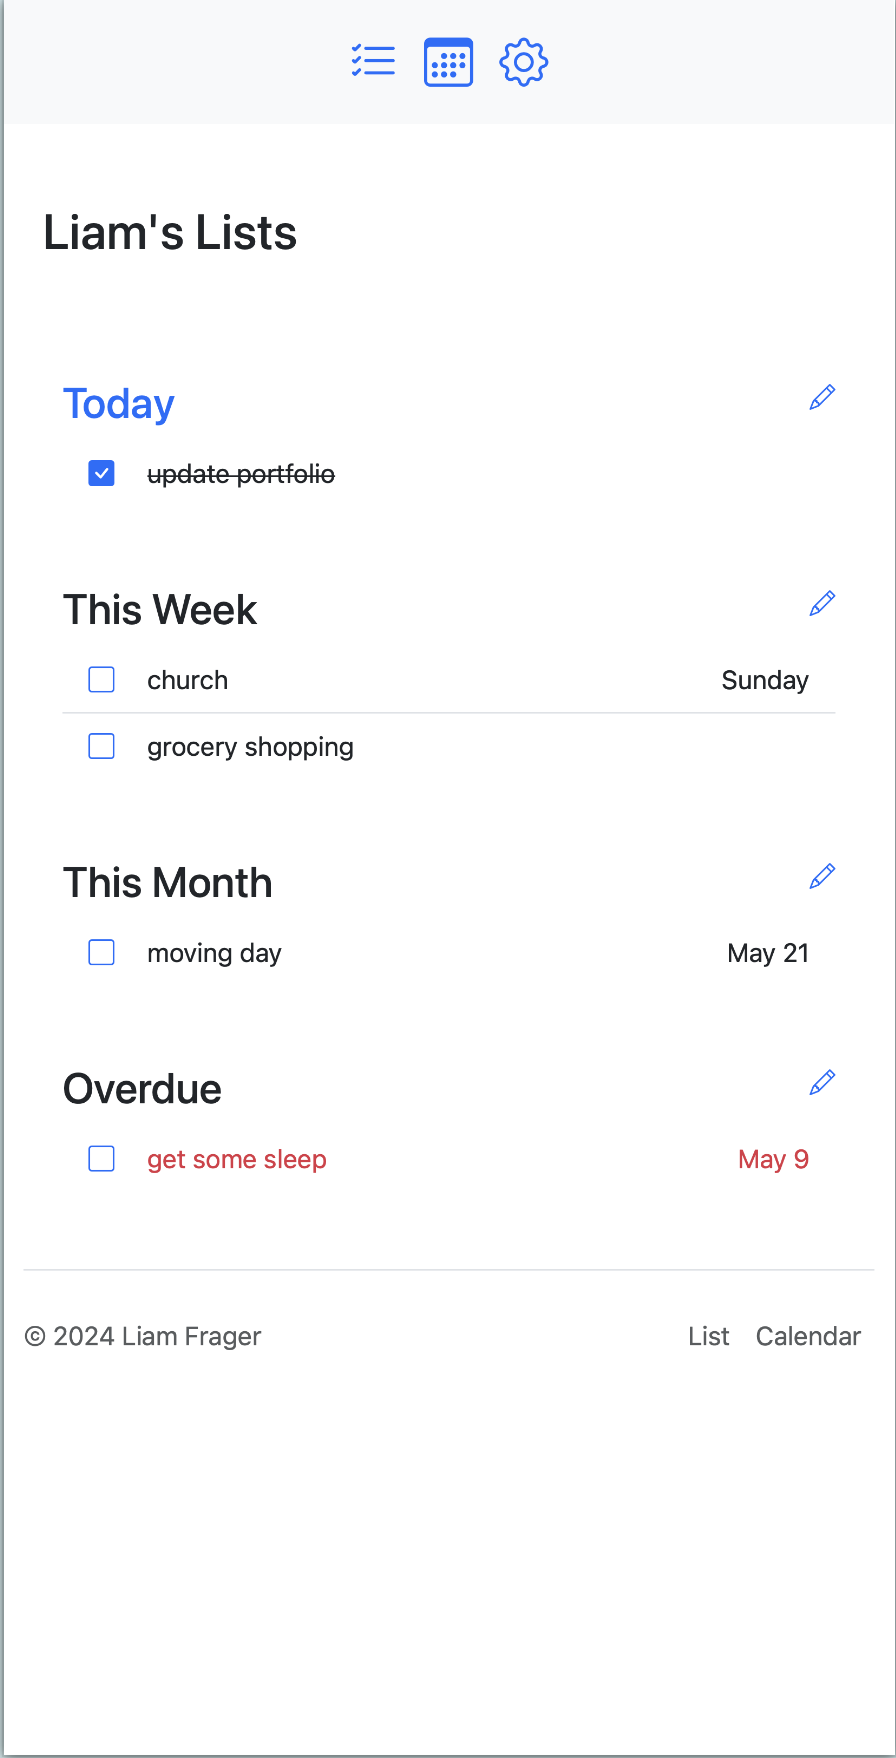 Liam's Lists
Today
update portfolio
This Week
church Sunday
grocery shopping
This Month
moving day May 21
Overdue
get some sleep May 9
© 2024 Liam Frager List Calendar